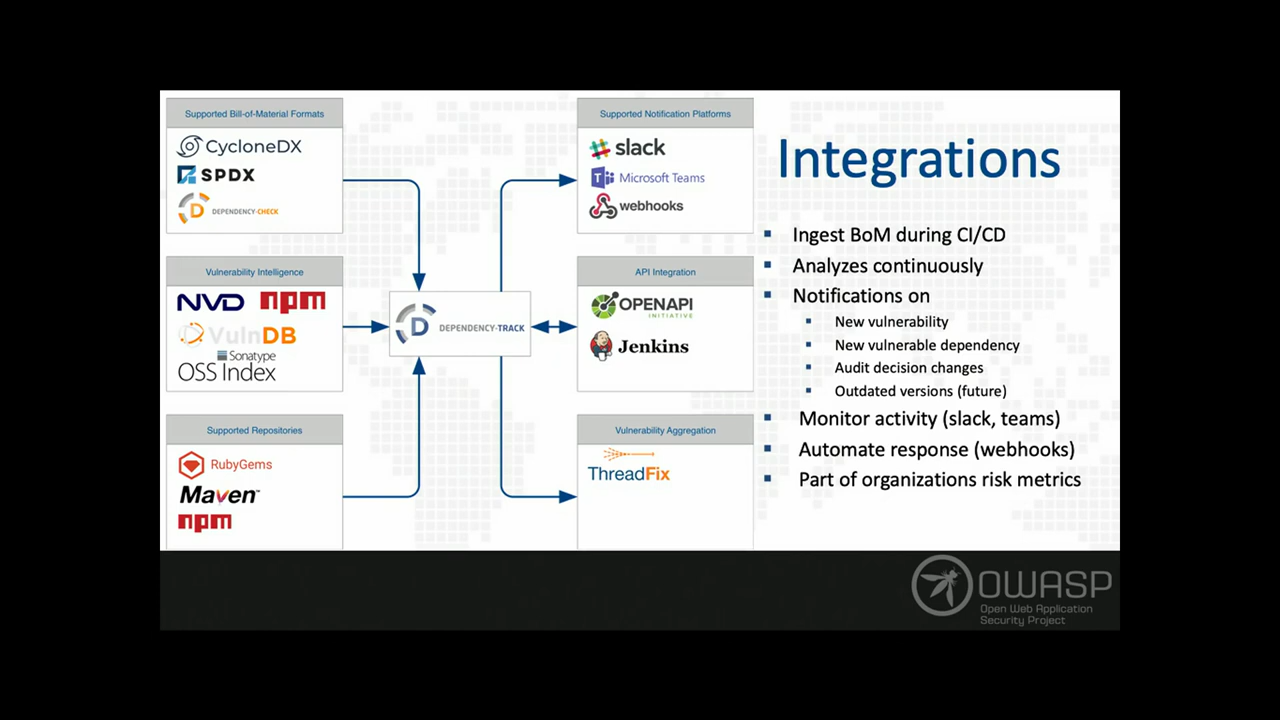 Supported Bill-of-Material Formats
CycloneDX
SPDX
D DEPENDENCY-CHECK
Vulnerability Intelligence
NVD npm
VulnDB
Sonatype
OSS Index
Supported Repositories
RubyGems
Maven™
npm
D DEPENDENCY-TRACK
Supported Notification Platforms
slack
T Microsoft Teams
webhooks
API Integration
OPENAPI
INITIATIVE
Jenkins
Vulnerability Aggregation
ThreadFix
Integrations
Ingest BoM during CI/CD
Analyzes continuously
Notifications on
New vulnerability
New vulnerable dependency
Audit decision changes
Outdated versions (future)
Monitor activity (slack, teams)
Automate response (webhooks)
Part of organizations risk metrics
OWASP
Open Web Application
Security Project